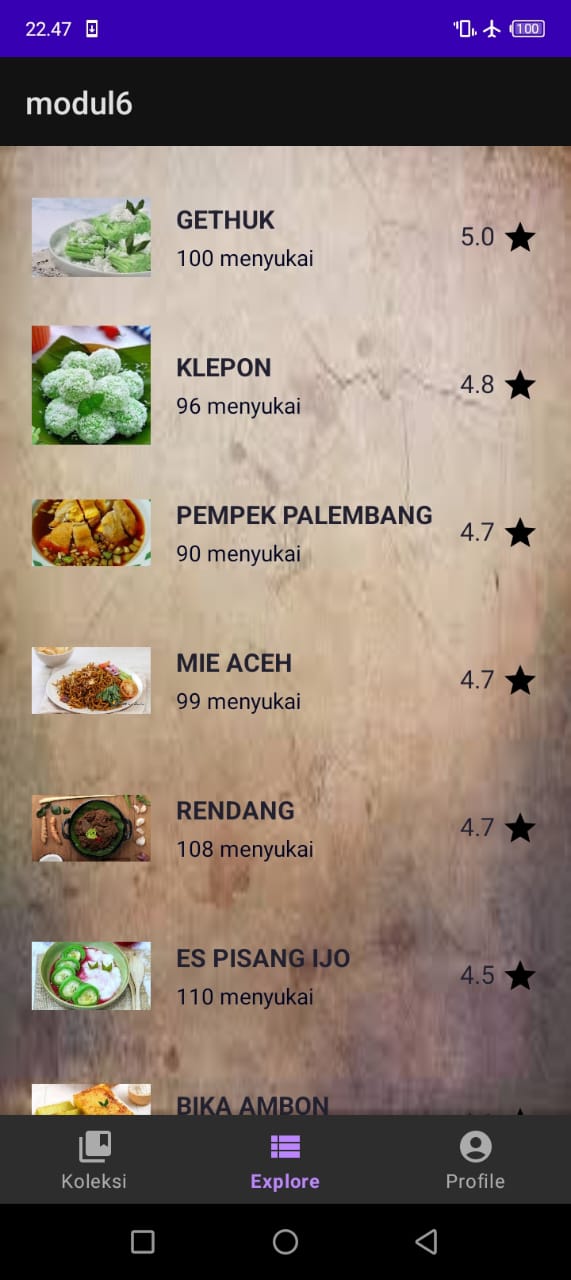 22.47
100
modul6
GETHUK
100 menyukai
5.0
KLEPON
96 menyukai
4.8
PEMPEK PALEMBANG
90 menyukai
4.7
MIE ACEH
99 menyukai
4.7
RENDANG
108 menyukai
4.7
ES PISANG IJO
110 menyukai
4.5
BIKA AMBON
Koleksi
Explore
Profile